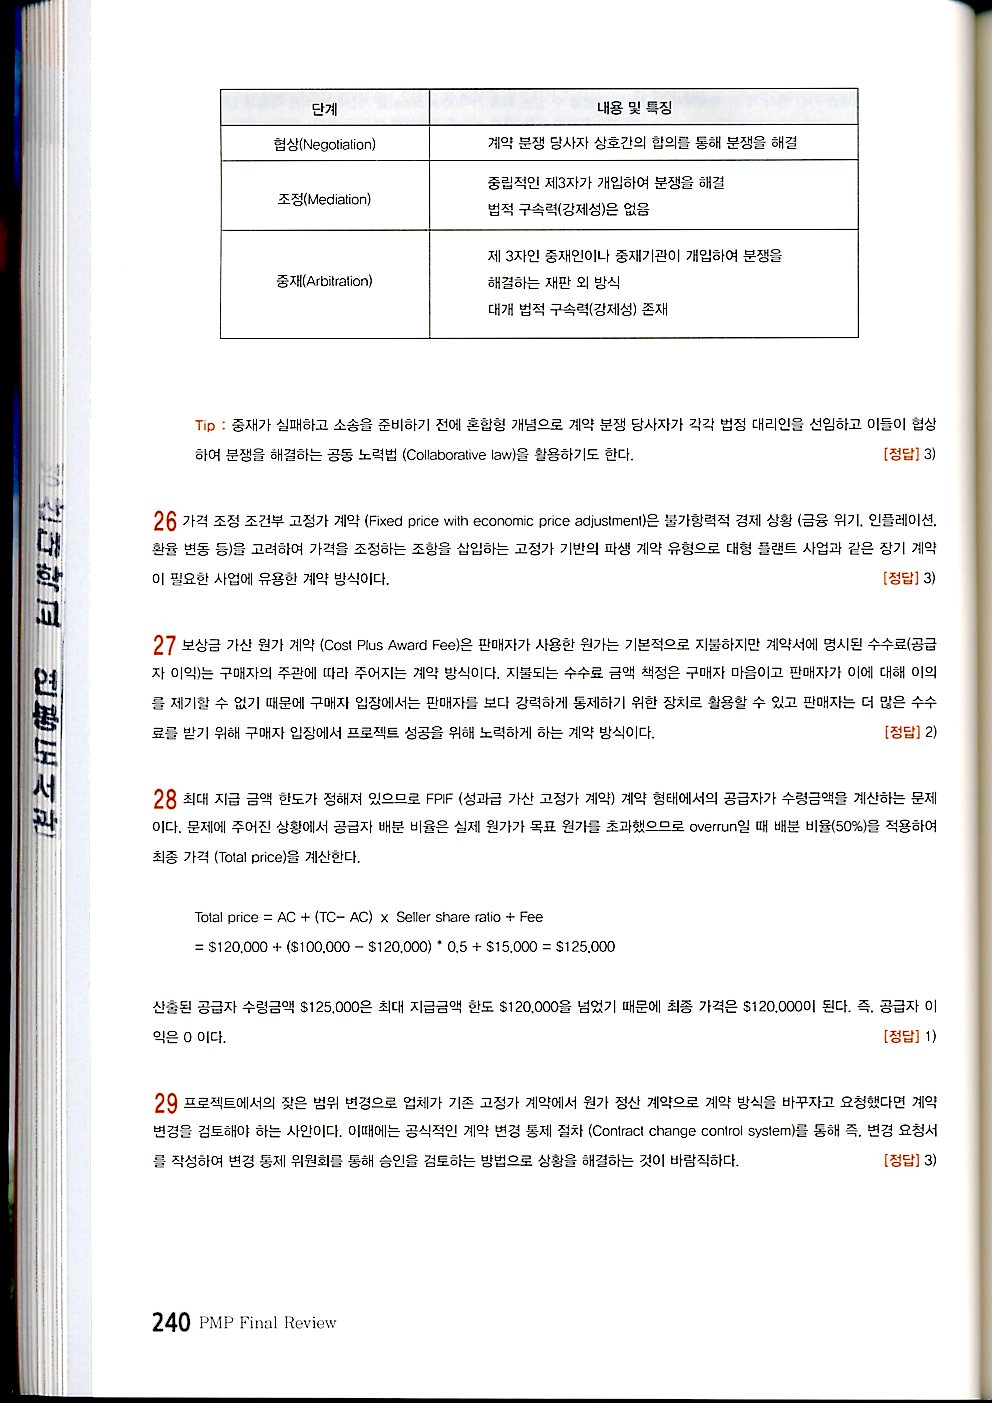 단계 내용 및 특징
협상(Negotiation) 계약 분쟁 당사자 상호간의 합의를 통해 분쟁을 해결
조정(Mediation) 중립적인 제3자가 개입하여 분쟁을 해결
법적 구속력(강제성)은 없음
중재(Arbitration) 제 3자인 중재인이나 중재기관이 개입하여 분쟁을
해결하는 재판 외 방식
대개 법적 구속력(강제성) 존재
Tip : 중재가 실패하고 소송을 준비하기 전에 혼합형 개념으로 계약 분쟁 당사자가 각각 법정 대리인을 선임하고 이들이 협상
하여 분쟁을 해결하는 공동 노력법 (Collaborative law)을 활용하기도 한다. [정답] 3)
26 가격 조정 조건부 고정가 계약 (Fixed price with economic price adjustment)은 불가항력적 경제 상황 (금융 위기, 인플레이션,
환율 변동 등)을 고려하여 가격을 조정하는 조항을 삽입하는 고정가 기반의 파생 계약 유형으로 대형 플랜트 사업과 같은 장기 계약
이 필요한 사업에 유용한 계약 방식이다. [정답] 3)
27 보상금 가산 원가 계약 (Cost Plus Award Fee)은 판매자가 사용한 원가는 기본적으로 지불하지만 계약서에 명시된 수수료(공급
자 이익)는 구매자의 주관에 따라 주어지는 계약 방식이다. 지불되는 수수료 금액 책정은 구매자 마음이고 판매자가 이에 대해 이의
를 제기할 수 없기 때문에 구매자 입장에서는 판매자를 보다 강력하게 통제하기 위한 장치로 활용할 수 있고 판매자는 더 많은 수수
료를 받기 위해 구매자 입장에서 프로젝트 성공을 위해 노력하게 하는 계약 방식이다. [정답] 2)
28 최대 지급 금액 한도가 정해져 있으므로 FPIF (성과급 가산 고정가 계약) 계약 형태에서의 공급자가 수령금액을 계산하는 문제
이다. 문제에 주어진 상황에서 공급자 배분 비율은 실제 원가가 목표 원가를 초과했으므로 overrun일 때 배분 비율(50%)을 적용하여
최종 가격 (Total price)을 계산한다.
Total price = AC + (TC- AC) x Seller share ratio + Fee
= $120,000 + ($100,000 - $120,000) * 0.5 + $15,000 = $125,000
산출된 공급자 수령금액 $125,000은 최대 지급금액 한도 $120,000을 넘었기 때문에 최종 가격은 $120,000이 된다. 즉, 공급자 이
익은 0 이다. [정답] 1)
29 프로젝트에서의 잦은 범위 변경으로 업체가 기존 고정가 계약에서 원가 정산 계약으로 계약 방식을 바꾸자고 요청했다면 계약
변경을 검토해야 하는 사안이다. 이때에는 공식적인 계약 변경 통제 절차 (Contract change control system)를 통해 즉, 변경 요청서
를 작성하여 변경 통제 위원회를 통해 승인을 검토하는 방법으로 상황을 해결하는 것이 바람직하다. [정답] 3)
240 PMP Final Review